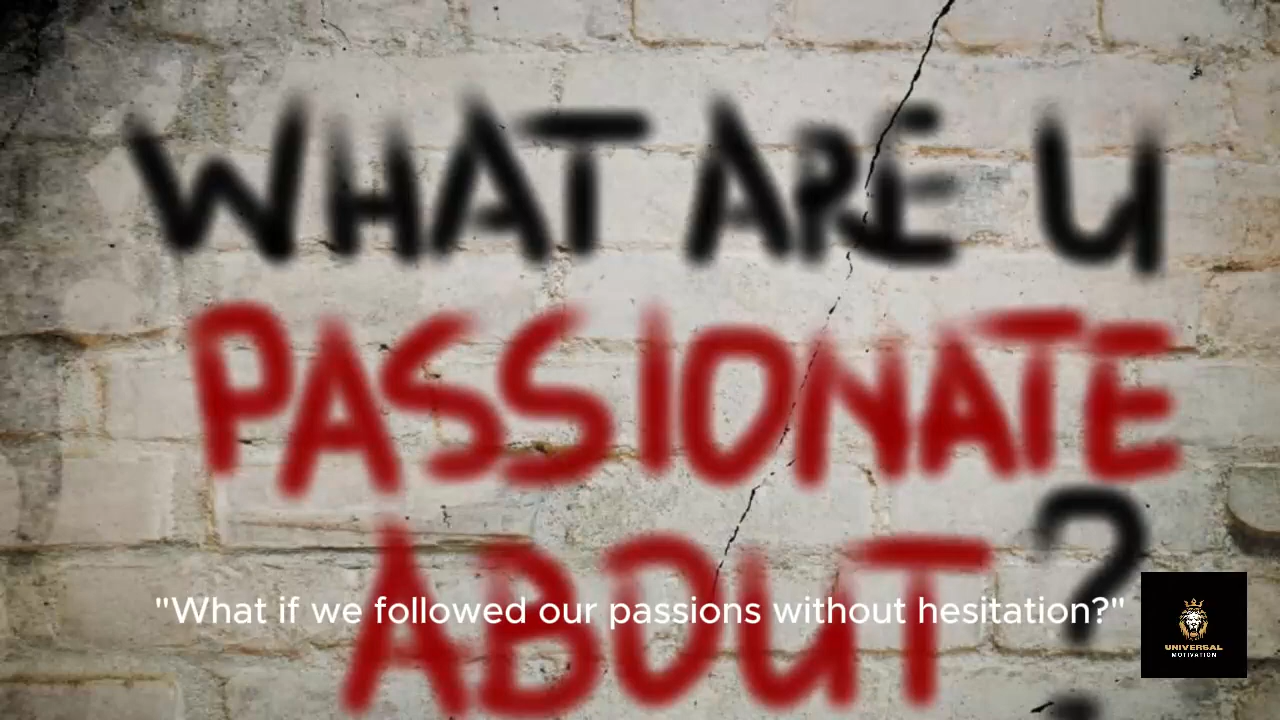 WHAT ARE U
PASSIONATE
ABOUT?
"What if we followed our passions without hesitation?"
UNIVERSAL
MOTIVATION